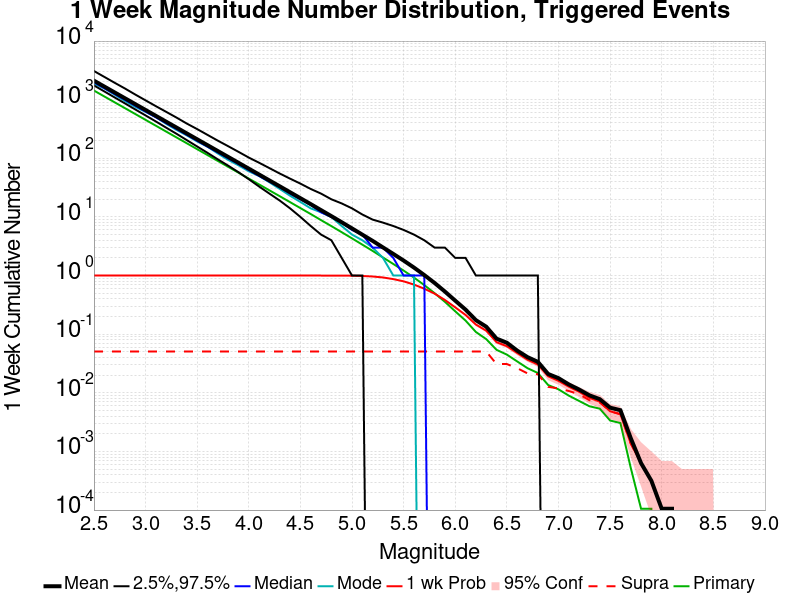 1 Week Magnitude Number Distribution, Triggered Events
1 Week Cumulative Number
10^4
10^3
10^2
10^1
10^0
10^-1
10^-2
10^-3
10^-4
2.5 3.0 3.5 4.0 4.5 5.0 5.5 6.0 6.5 7.0 7.5 8.0 8.5 9.0
Magnitude
Mean 2.5%,97.5% Median Mode 1 wk Prob 95% Conf Supra Primary